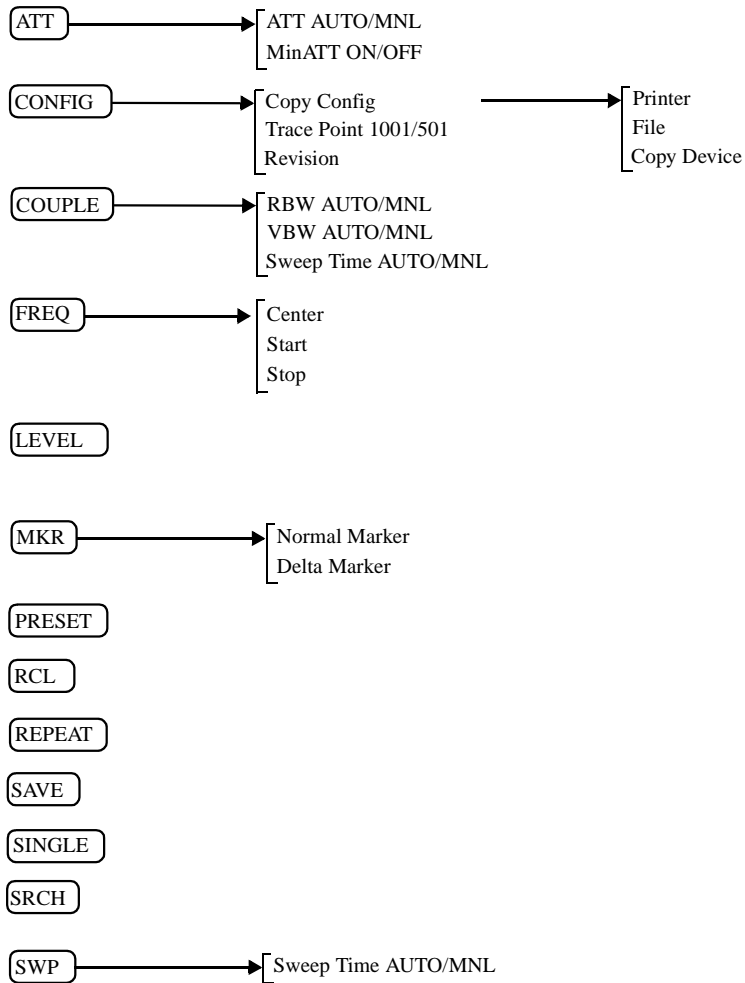 ATT
ATT AUTO/MNL
MinATT ON/OFF
CONFIG
Copy Config
Trace Point 1001/501
Revision
Printer
File
Copy Device
COUPLE
RBW AUTO/MNL
VBW AUTO/MNL
Sweep Time AUTO/MNL
FREQ
Center
Start
Stop
LEVEL
MKR
Normal Marker
Delta Marker
PRESET
RCL
REPEAT
SAVE
SINGLE
SRCH
SWP
Sweep Time AUTO/MNL